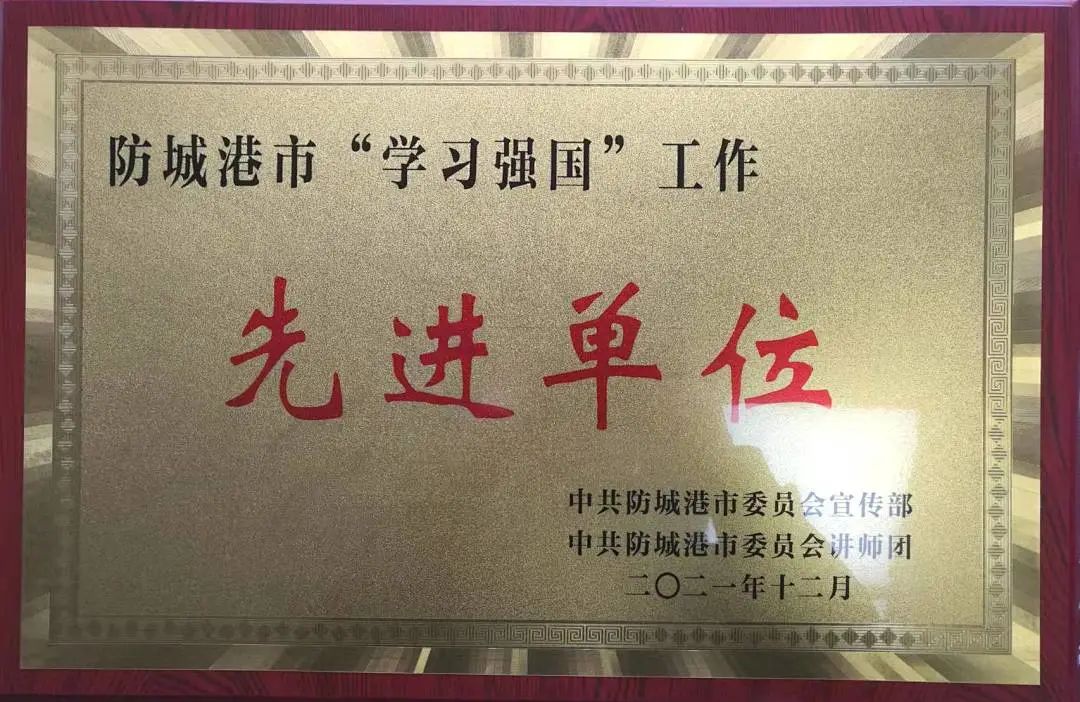 防城港市“学习强国”工作
先进单位
中共防城港市委员会宣传部
中共防城港市委员会讲师团
二〇二一年十二月